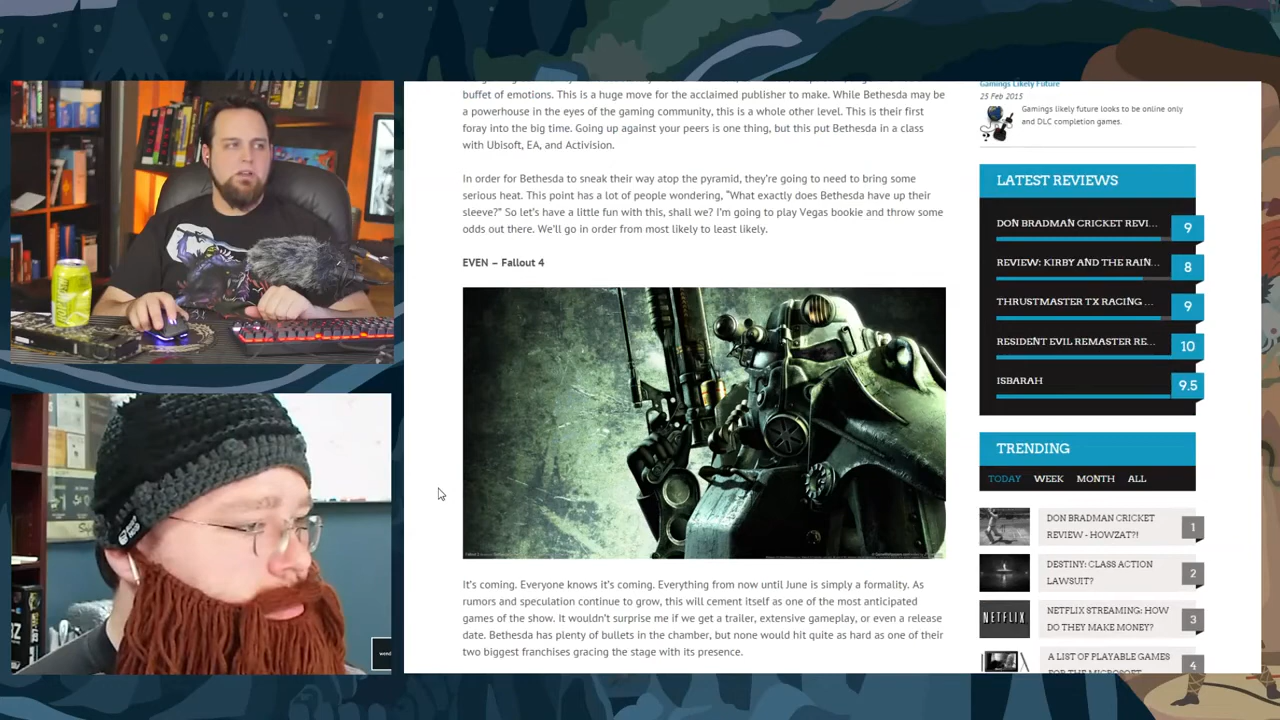 buffet of emotions. This is a huge move for the acclaimed publisher to make. While Bethesda may be
a powerhouse in the eyes of the gaming community, this is a whole other level. This is their first
foray into the big time. Going up against your peers is one thing, but this put Bethesda in a class
with Ubisoft, EA, and Activision.
In order for Bethesda to sneak their way atop the pyramid, they're going to need to bring some
serious heat. This point has a lot of people wondering, “What exactly does Bethesda have up their
sleeve?” So let's have a little fun with this, shall we? I'm going to play Vegas bookie and throw some
odds out there. We'll go in order from most likely to least likely.
EVEN – Fallout 4
It's coming. Everyone knows it's coming. Everything from now until June is simply a formality. As
rumors and speculation continue to grow, this will cement itself as one of the most anticipated
games of the show. It wouldn't surprise me if we get a trailer, extensive gameplay, or even a release
date. Bethesda has plenty of bullets in the chamber, but none would hit quite as hard as one of their
two biggest franchises gracing the stage with its presence.
Gamings Likely Future
25 Feb 2015
Gamings likely future looks to be online only
and DLC completion games.
LATEST REVIEWS
DON BRADMAN CRICKET REVI... 9
REVIEW: KIRBY AND THE RAIN... 8
THRUSTMASTER TX RACING ... 9
RESIDENT EVIL REMASTER RE... 10
ISBARAH 9.5
TRENDING
TODAY WEEK MONTH ALL
DON BRADMAN CRICKET
REVIEW - HOWZAT?!
1
DESTINY: CLASS ACTION
LAWSUIT?
2
NETFLIX
NETFLIX STREAMING: HOW
DO THEY MAKE MONEY?
3
A LIST OF PLAYABLE GAMES
FOR THE MICROSOFT
4